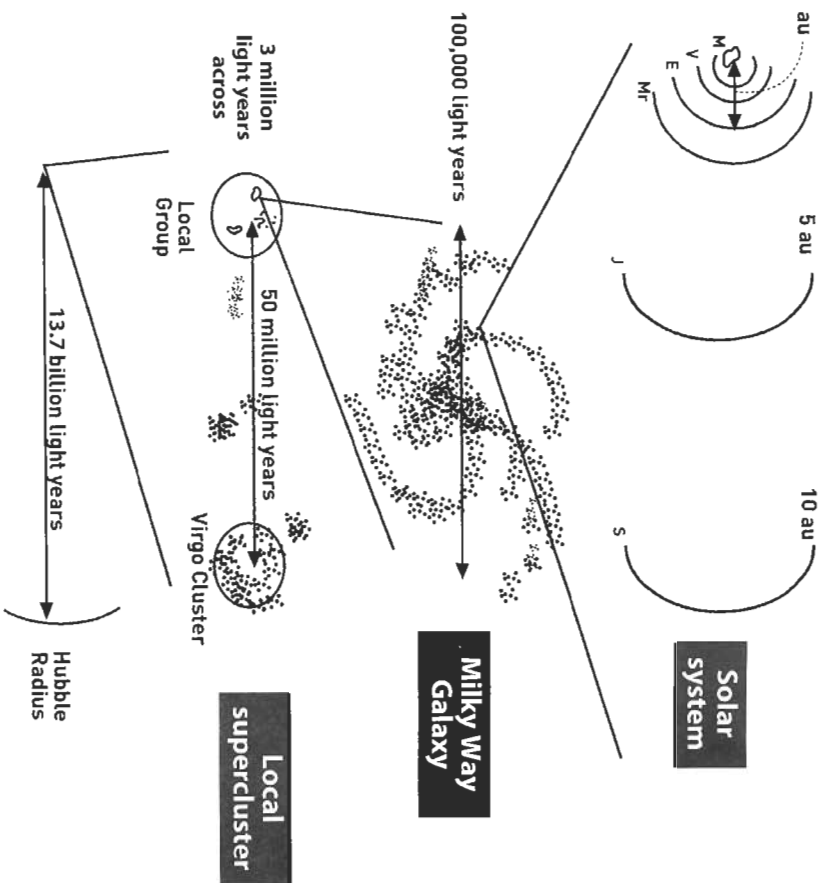 au
5 au
10 au
M
V
E
Mr
J
S
Solar
system
100,000 light years
Milky Way
Galaxy
3 million
light years
across
Local
Group
50 million light years
Virgo Cluster
Local
supercluster
13.7 billion light years
Hubble
Radius